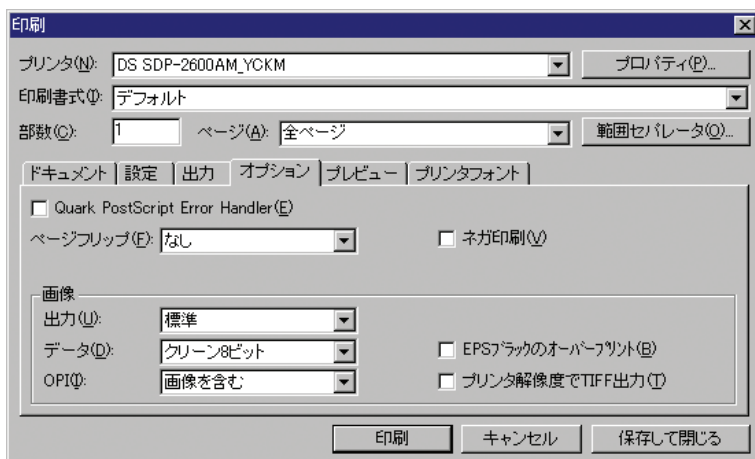 印刷
プリンタ(N): DS SDP-2600AM_YCKM プロパティ(P)...
印刷書式(I): デフォルト
部数(C): 1 ページ(A): 全ページ 範囲セパレータ(O)...
ドキュメント 設定 出力 オプション プレビュー プリンタフォント
Quark PostScript Error Handler(E)
ページフリップ(F): なし ネガ印刷(V)
画像
出力(U): 標準
データ(D): クリーン8ビット EPSブラックのオーバープリント(B)
OPI(I): 画像を含む プリンタ解像度でTIFF出力(T)
印刷 キャンセル 保存して閉じる